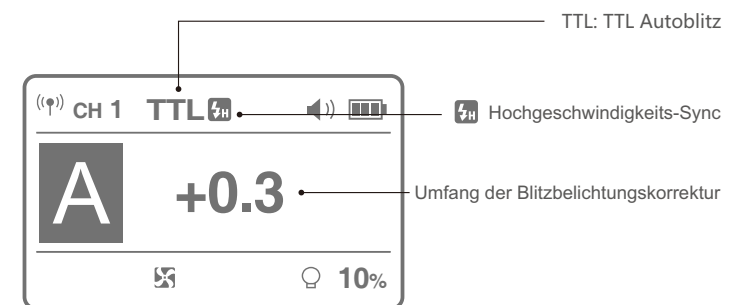 TTL: TTL Autoblitz
CH 1 TTL H
H Hochgeschwindigkeits-Sync
A +0.3
Umfang der Blitzbelichtungskorrektur
10%